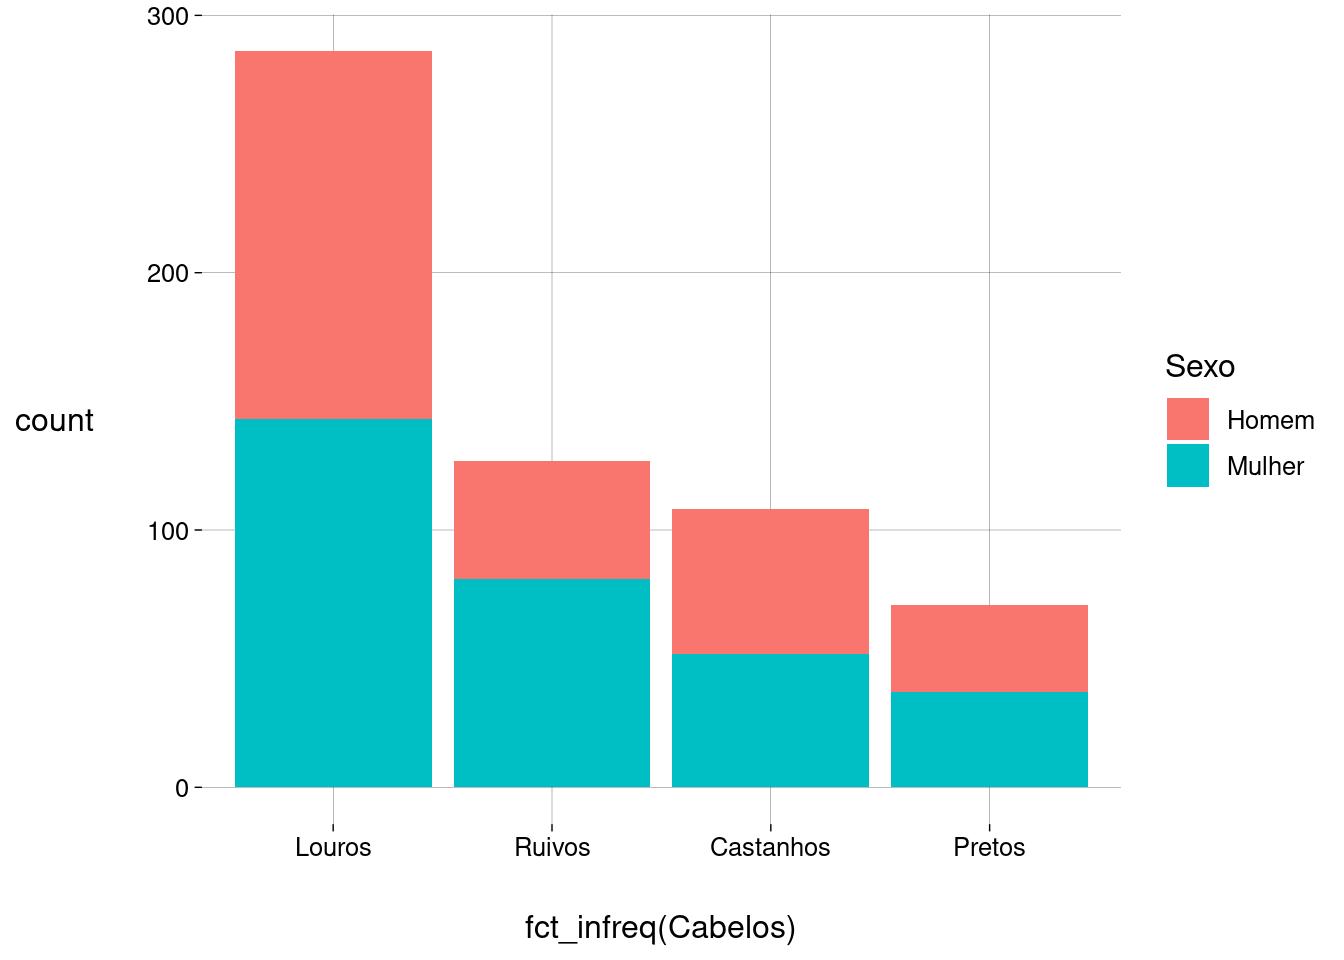 300
200
100
0
count
Louros
Ruivos
Castanhos
Pretos
fct_infreq(Cabelos)
Sexo
Homem
Mulher